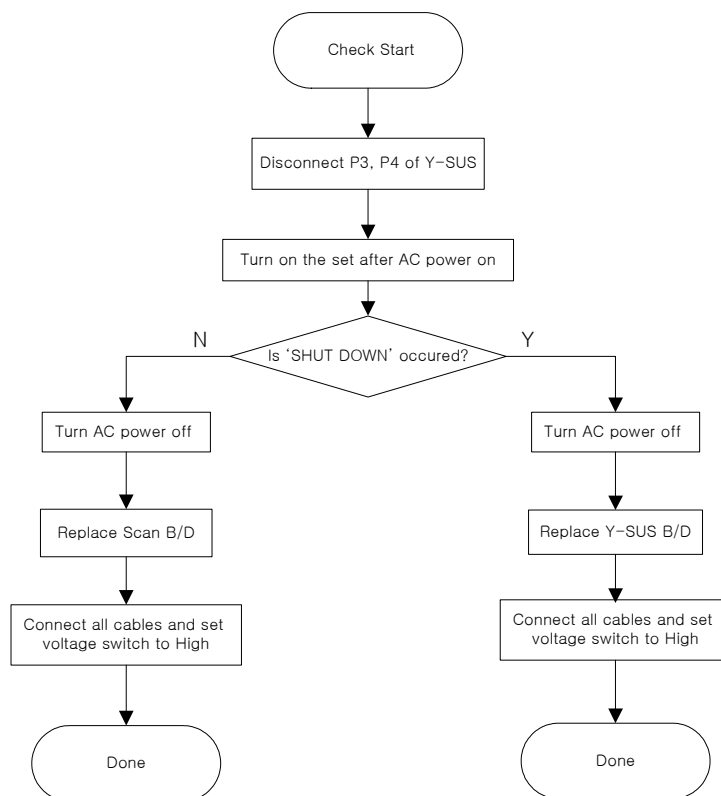 Check Start
Disconnect P3, P4 of Y-SUS
Turn on the set after AC power on
N
Is ‘SHUT DOWN’ occured?
Y
Turn AC power off
Turn AC power off
Replace Scan B/D
Replace Y-SUS B/D
Connect all cables and set
voltage switch to High
Connect all cables and set
voltage switch to High
Done
Done